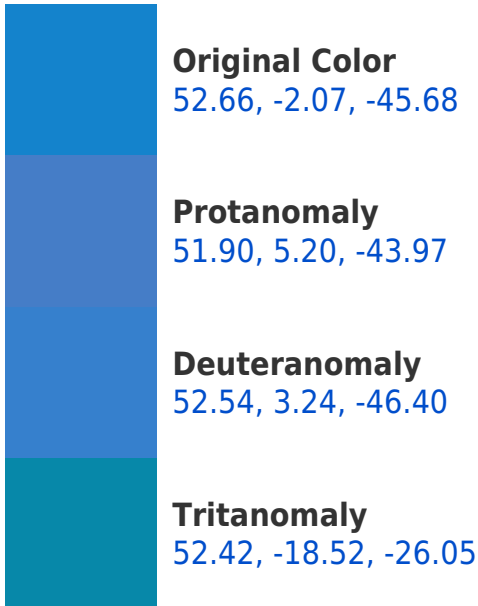 Original Color
52.66, -2.07, -45.68
Protanomaly
51.90, 5.20, -43.97
Deuteranomaly
52.54, 3.24, -46.40
Tritanomaly
52.42, -18.52, -26.05